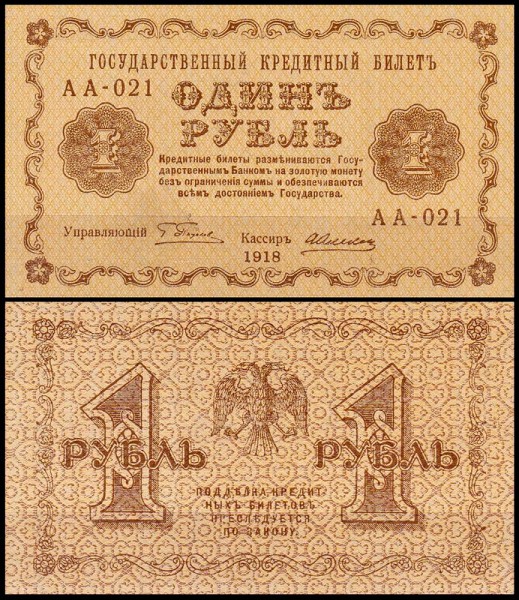 ГОСУДАРСТВЕННЫЙ КРЕДИТНЫЙ БИЛЕТЪ
АА-021
ОДИНЪ
РУБЛЬ
1
1
Кредитные билеты размѣниваются Госу-
дарственнымъ Банкомъ на золотую монету
безъ ограниченія суммы и обезпечиваются
всѣмъ достояніемъ Государства.
АА-021
Управляющій
Кассиръ
1918
1
РУБЛЬ
1
РУБЛЬ
ПОДДѢЛКА КРЕДИТ-
НЫХЪ БИЛЕТОВЪ
ПРЕСЛѢДУЕТСЯ
ПО ЗАКОНУ.